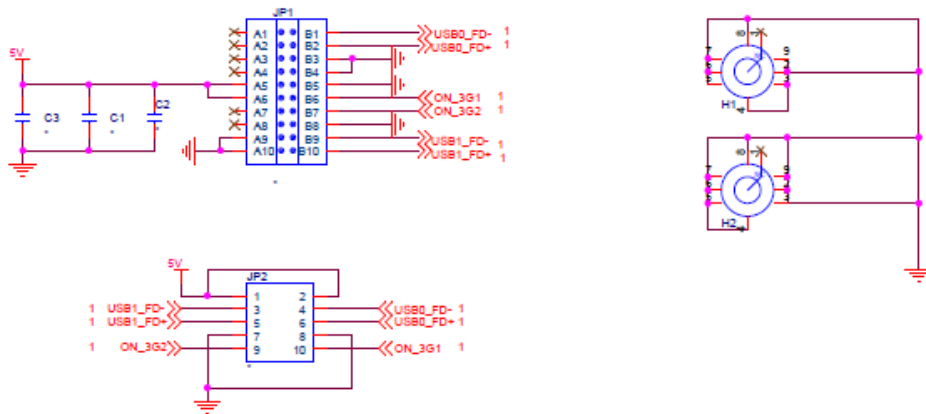 JP1
5V
A1 B1 USB0_FD- 1
A2 B2 USB0_FD+ 1
A3 B3
A4 B4
A5 B5
A6 B6 ON_3G1 1
A7 B7 ON_3G2 1
A8 B8
A9 B9 USB1_FD- 1
A10 B10 USB1_FD+ 1
C3 C1 C2
H1
H2
JP2
5V
1 2
1 USB1_FD- 3 4 USB0_FD- 1
1 USB1_FD+ 5 6 USB0_FD+ 1
7 8
1 ON_3G2 9 10 ON_3G1 1